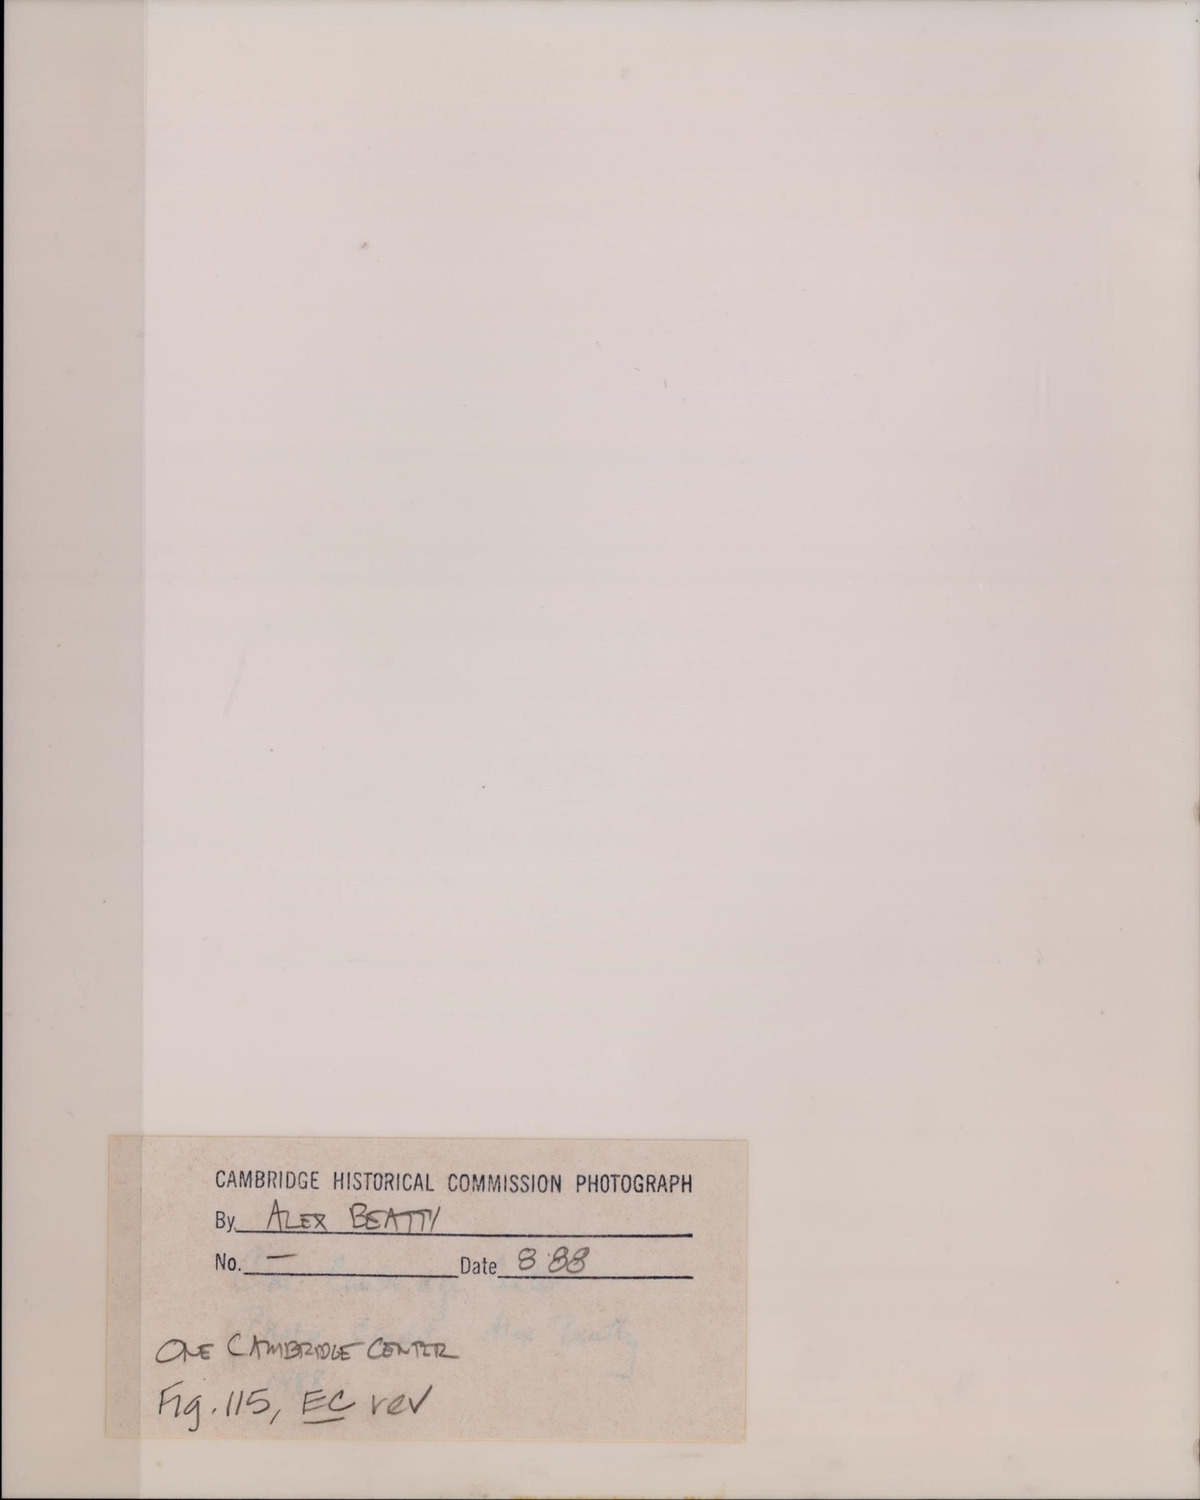 CAMBRIDGE HISTORICAL COMMISSION PHOTOGRAPH
By ALEX BEATTY
No. — Date 8 88
ONE CAMBRIDGE CENTER
Fig. 115, EC rev